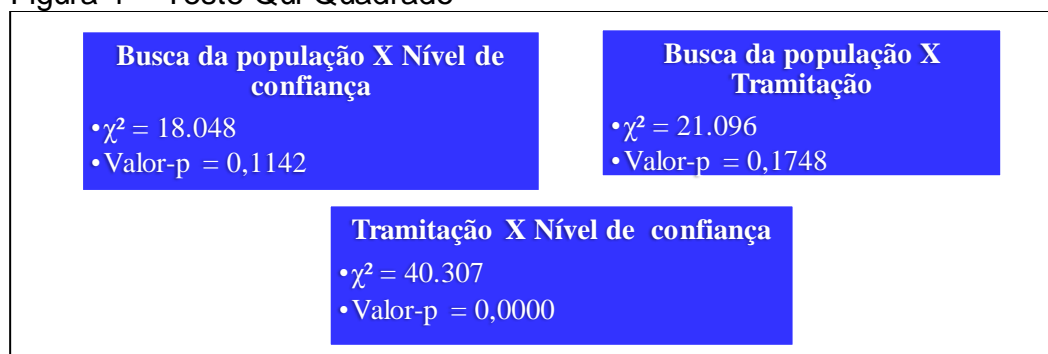 Busca da população X Nível de
confiança
•χ² = 18.048
•Valor-p = 0,1142
Busca da população X
Tramitação
•χ² = 21.096
•Valor-p = 0,1748
Tramitação X Nível de confiança
•χ² = 40.307
•Valor-p = 0,0000